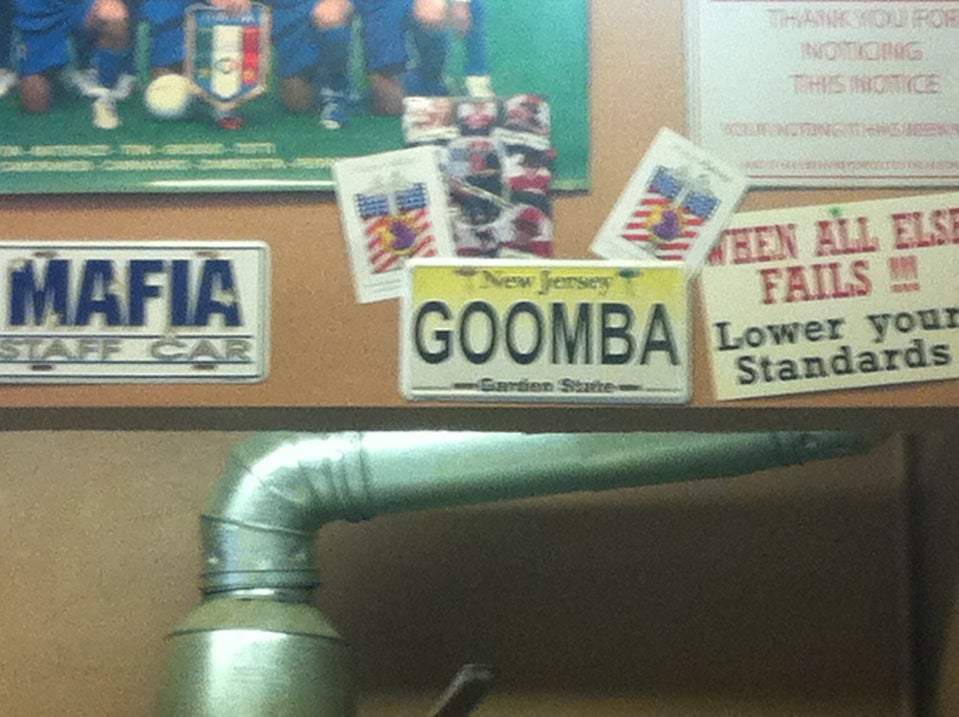 THANK YOU FOR
NOTICING
THIS NOTICE
TOTTI
MAFIA
STAFF CAR
New Jersey
GOOMBA
Garden State
WHEN ALL ELSE
FAILS !!!
Lower your
Standards